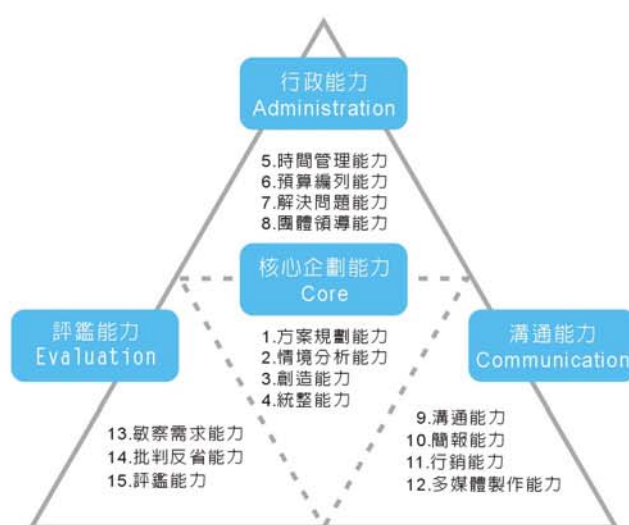 行政能力
Administration
5.時間管理能力
6.預算編列能力
7.解決問題能力
8.團體領導能力
核心企劃能力
Core
1.方案規劃能力
2.情境分析能力
3.創造能力
4.統整能力
評鑑能力
Evaluation
13.敏察需求能力
14.批判反省能力
15.評鑑能力
溝通能力
Communication
9.溝通能力
10.簡報能力
11.行銷能力
12.多媒體製作能力